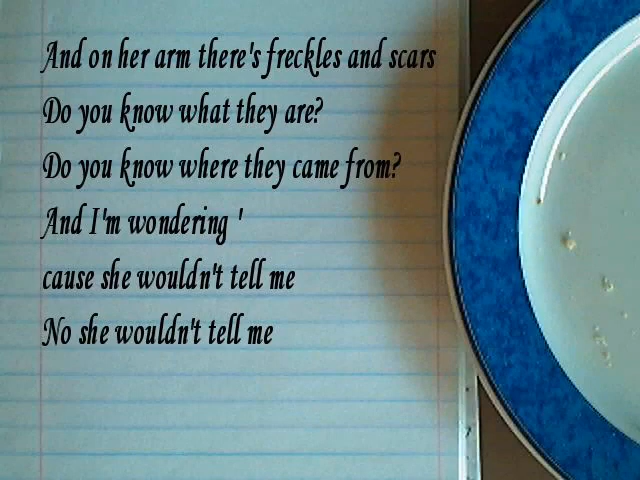 And on her arm there's freckles and scars
Do you know what they are?
Do you know where they came from?
And I'm wondering '
cause she wouldn't tell me
No she wouldn't tell me